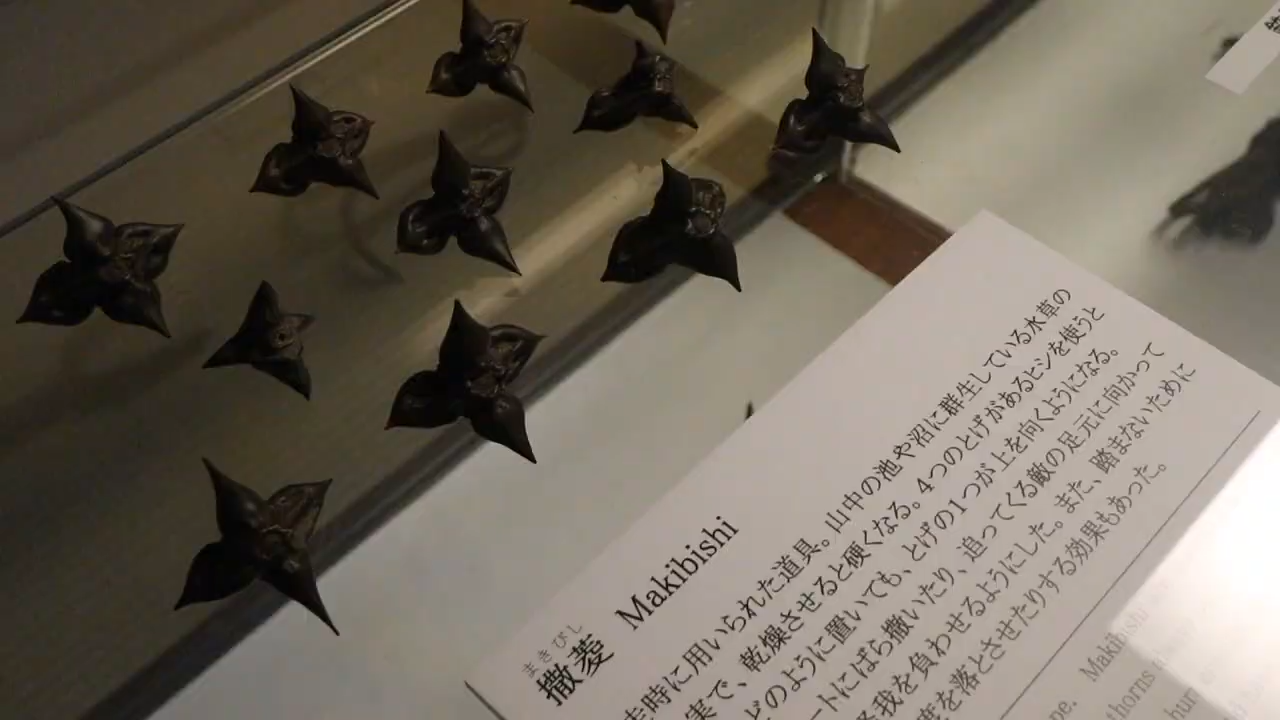 まきびし
撒菱 Makibishi
走時に用いられた道具。山中の池や沼に群生している水草の
実で、乾燥させると硬くなる。4つのとげがあるヒシを使うと
どのように置いても、とげの1つが上を向くようになる。
ートにばら撒いたり、追ってくる敵の足元に向かって
我を負わせるようにした。また、踏まないために
度を落とさせたりする効果もあった。
pe. Makibishi
thorns
hun